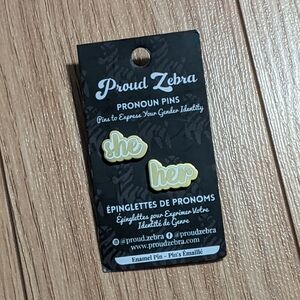 Proud Zebra
PRONOUN PINS
Pins to Express Your Gender Identity
she
her
ÉPINGLETTES DE PRONOMS
Épinglettes pour Exprimer Votre
Identité de Genre
@proud.zebra @proudzebra
www.proudzebra.com
Enamel Pin - Pin's Émaillé